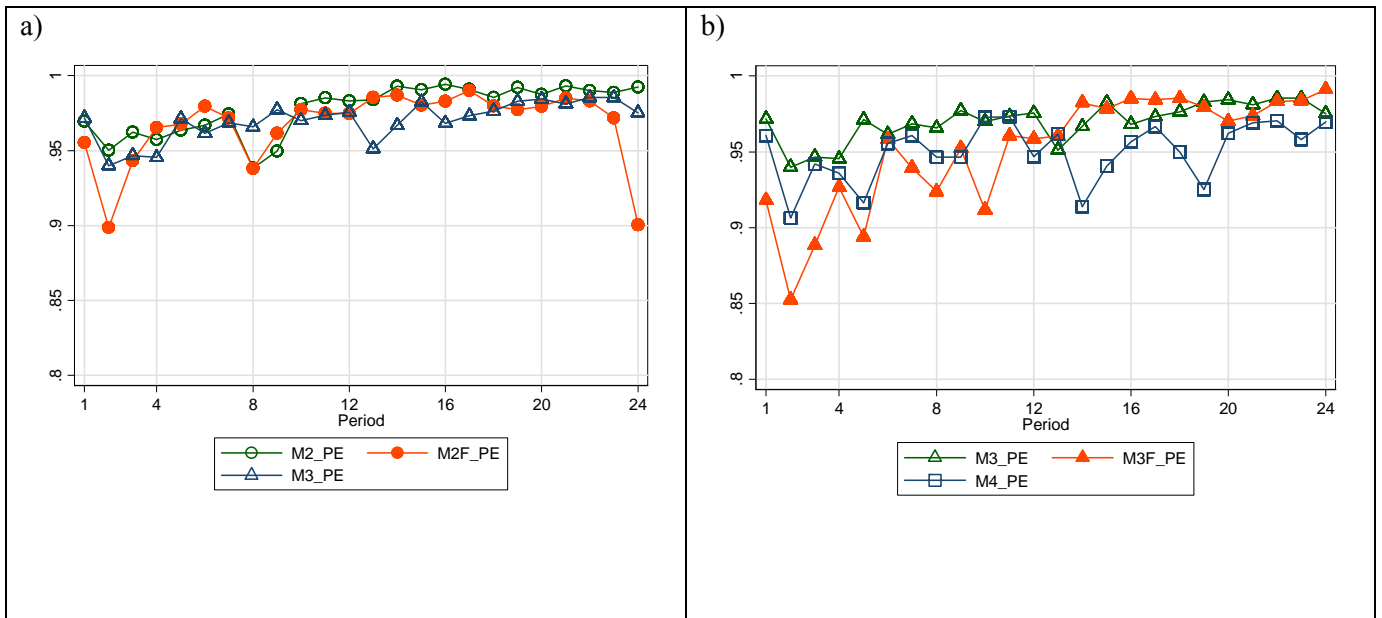 a)
1
.95
.9
.85
.8
1 4 8 12 16 20 24
Period
M2_PE M2F_PE
M3_PE
b)
1
.95
.9
.85
.8
1 4 8 12 16 20 24
Period
M3_PE M3F_PE
M4_PE